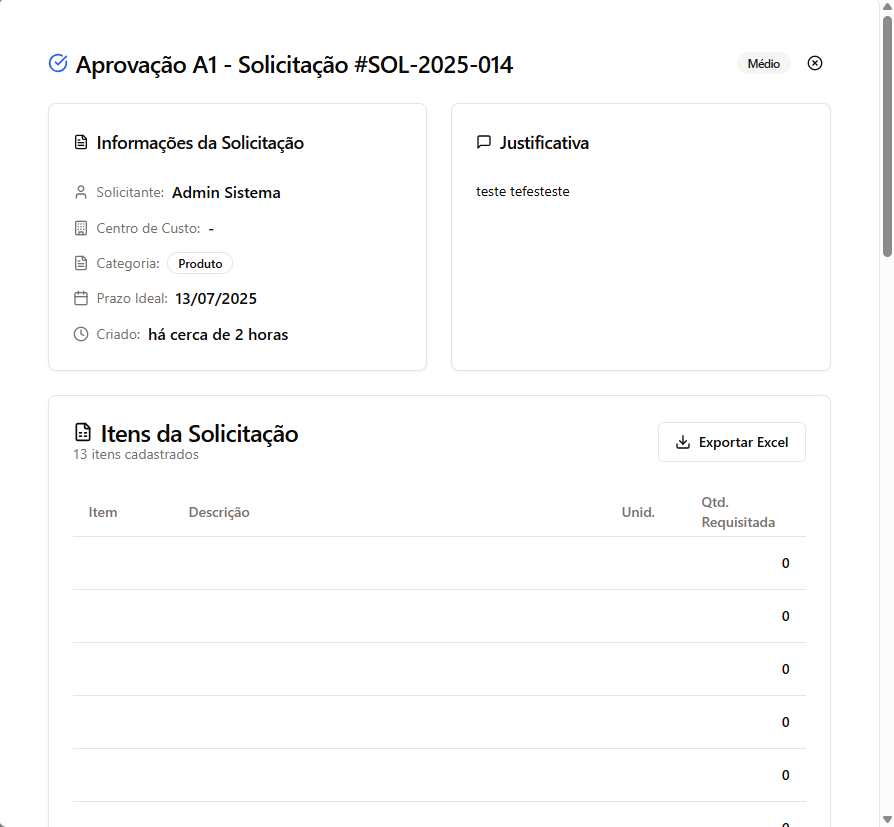 Aprovação A1 - Solicitação #SOL-2025-014
Médio
Informações da Solicitação
Solicitante: Admin Sistema
Centro de Custo: -
Categoria: Produto
Prazo Ideal: 13/07/2025
Criado: há cerca de 2 horas
Justificativa
teste tefesteste
Itens da Solicitação
13 itens cadastrados
Exportar Excel
Item Descrição Unid. Qtd.
Requisitada
0
0
0
0
0
0